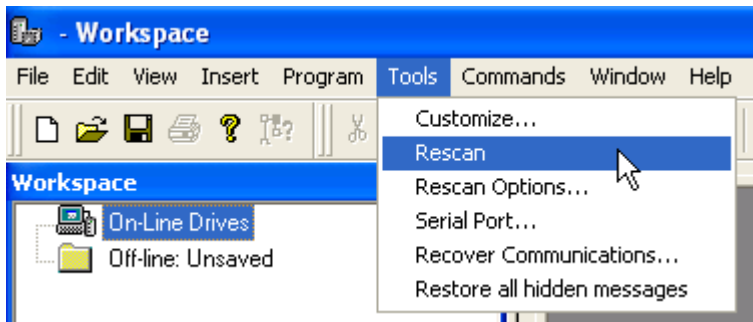 - Workspace
File Edit View Insert Program Tools Commands Window Help
Customize...
Rescan
Workspace
Rescan Options...
On-Line Drives
Serial Port...
Off-line: Unsaved
Recover Communications...
Restore all hidden messages